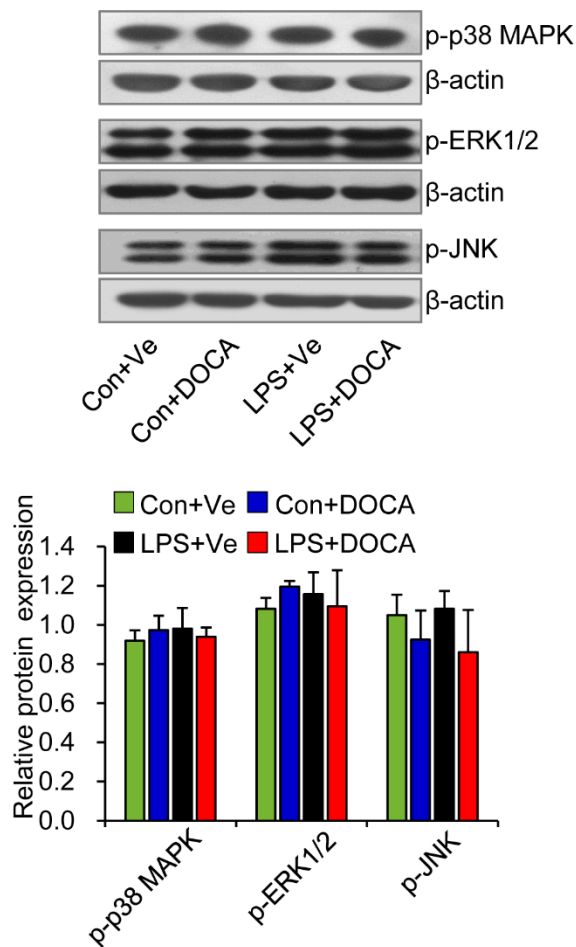 p-p38 MAPK
β-actin
p-ERK1/2
β-actin
p-JNK
β-actin
Con+Ve
Con+DOCA
LPS+Ve
LPS+DOCA
Con+Ve Con+DOCA
LPS+Ve LPS+DOCA
Relative protein expression
1.4
1.2
1.0
0.8
0.6
0.4
0.2
0.0
p-p38 MAPK
p-ERK1/2
p-JNK